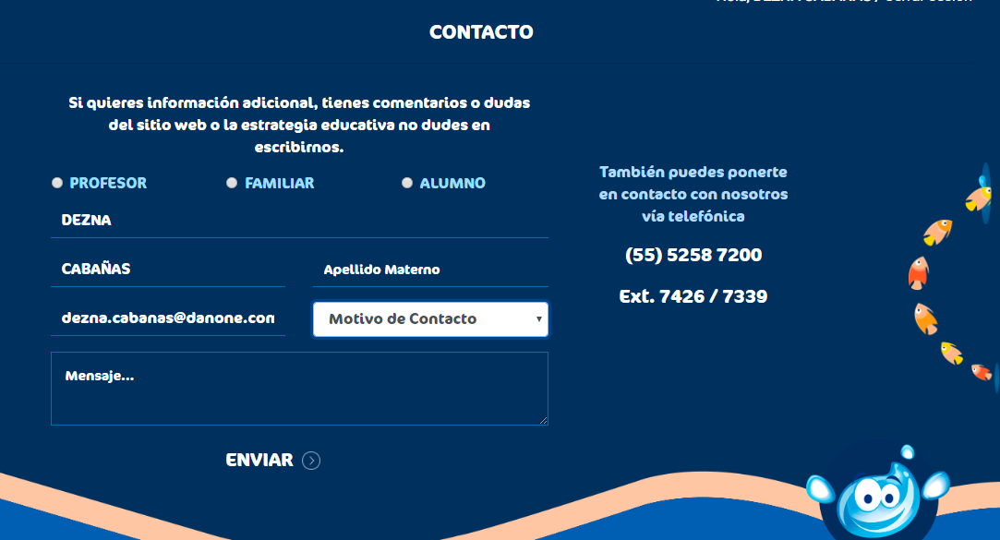 CONTACTO
Si quieres información adicional, tienes comentarios o dudas
del sitio web o la estrategia educativa no dudes en
escribirnos.
PROFESOR
FAMILIAR
ALUMNO
DEZNA
CABAÑAS
Apellido Materno
dezna.cabanas@danone.con
Motivo de Contacto
Mensaje...
ENVIAR
También puedes ponerte
en contacto con nosotros
vía telefónica
(55) 5258 7200
Ext. 7426 / 7339